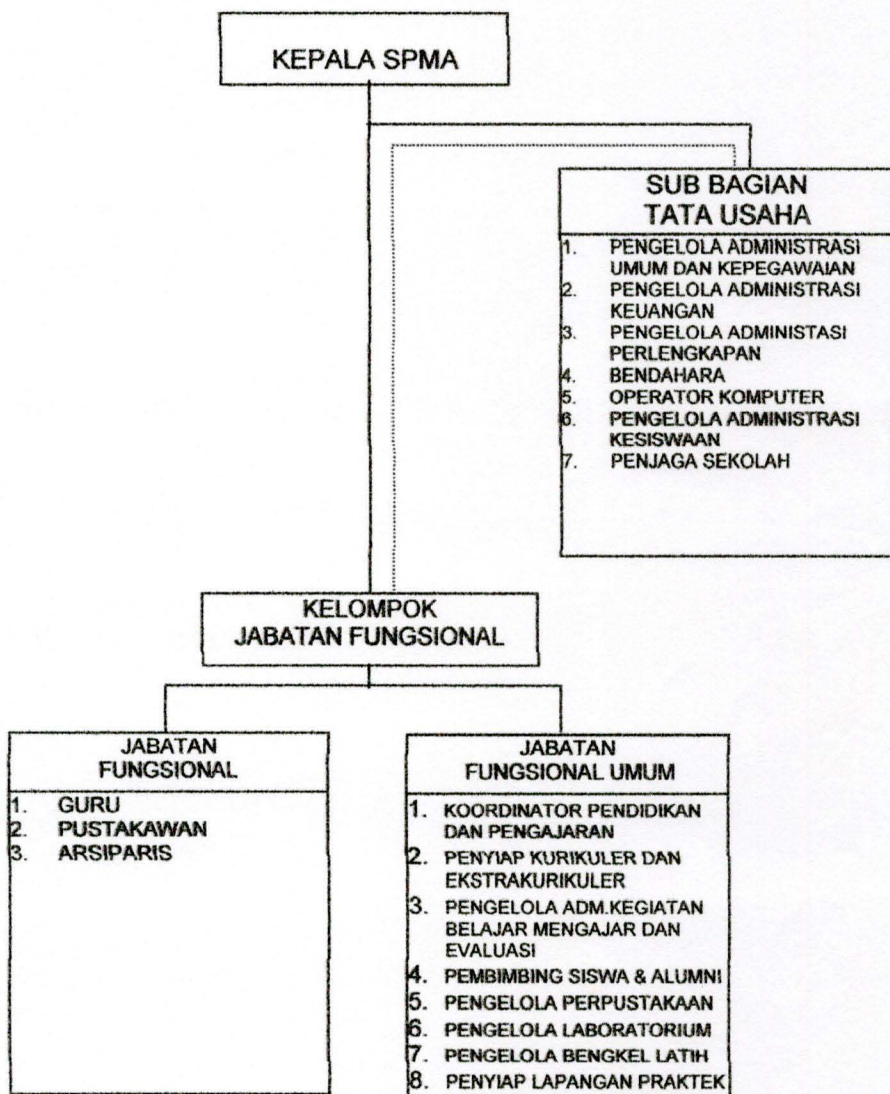 KEPALA SPMA
SUB BAGIAN
TATA USAHA
1. PENGELOLA ADMINISTRASI
UMUM DAN KEPEGAWAIAN
2. PENGELOLA ADMINISTRASI
KEUANGAN
3. PENGELOLA ADMINISTASI
PERLENGKAPAN
4. BENDAHARA
5. OPERATOR KOMPUTER
6. PENGELOLA ADMINISTRASI
KESISWAAN
7. PENJAGA SEKOLAH
KELOMPOK
JABATAN FUNGSIONAL
JABATAN
FUNGSIONAL
1. GURU
2. PUSTAKAWAN
3. ARSIPARIS
JABATAN
FUNGSIONAL UMUM
1. KOORDINATOR PENDIDIKAN
DAN PENGAJARAN
2. PENYIAP KURIKULER DAN
EKSTRAKURIKULER
3. PENGELOLA ADM.KEGIATAN
BELAJAR MENGAJAR DAN
EVALUASI
4. PEMBIMBING SISWA & ALUMNI
5. PENGELOLA PERPUSTAKAAN
6. PENGELOLA LABORATORIUM
7. PENGELOLA BENGKEL LATIH
8. PENYIAP LAPANGAN PRAKTEK